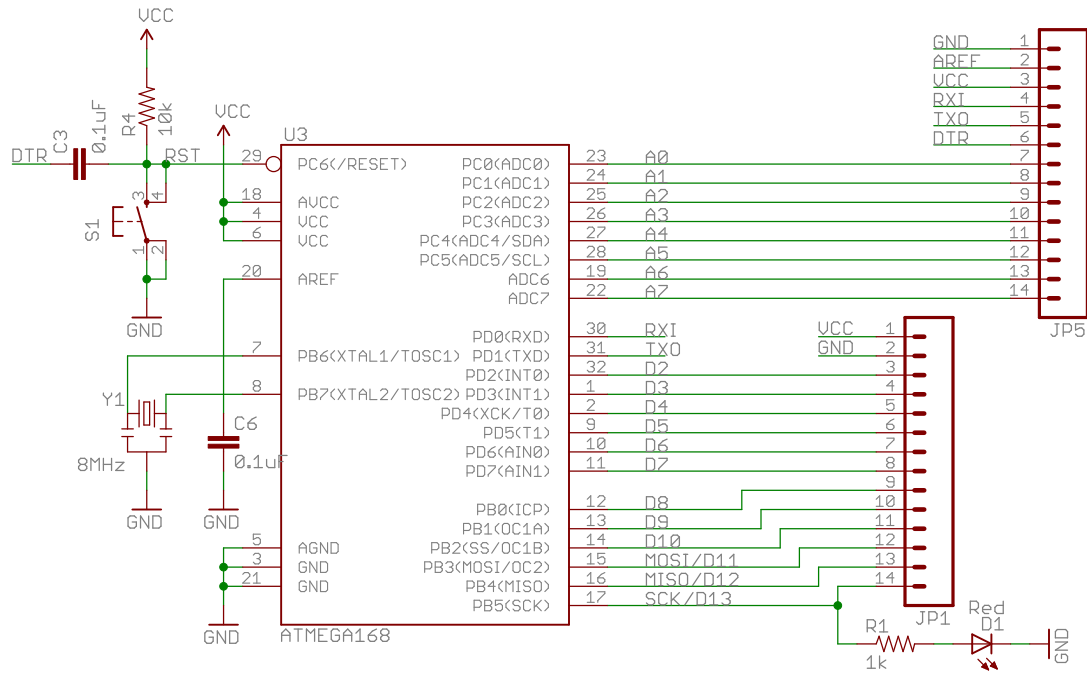 VCC
R4
10k
C3
0.1uF
DTR
RST
S1
3
4
1
2
GND
VCC
U3
29 PC6(/RESET)
18 AVCC
4 VCC
6 VCC
20 AREF
7 PB6(XTAL1/TOSC1)
8 PB7(XTAL2/TOSC2)
5 AGND
3 GND
21 GND
GND
Y1
8MHz
GND
C6
0.1uF
GND
ATMEGA168
PC0(ADC0) 23 A0
PC1(ADC1) 24 A1
PC2(ADC2) 25 A2
PC3(ADC3) 26 A3
PC4(ADC4/SDA) 27 A4
PC5(ADC5/SCL) 28 A5
ADC6 19 A6
ADC7 22 A7
PD0(RXD) 30 RXI
PD1(TXD) 31 TXO
PD2(INT0) 32 D2
PD3(INT1) 1 D3
PD4(XCK/T0) 2 D4
PD5(T1) 9 D5
PD6(AIN0) 10 D6
PD7(AIN1) 11 D7
PB0(ICP) 12 D8
PB1(OC1A) 13 D9
PB2(SS/OC1B) 14 D10
PB3(MOSI/OC2) 15 MOSI/D11
PB4(MISO) 16 MISO/D12
PB5(SCK) 17 SCK/D13
GND 1
AREF 2
VCC 3
RXI 4
TXO 5
DTR 6
7
8
9
10
11
12
13
14
JP5
VCC 1
GND 2
3
4
5
6
7
8
9
10
11
12
13
14
JP1
R1
1k
Red
D1
GND